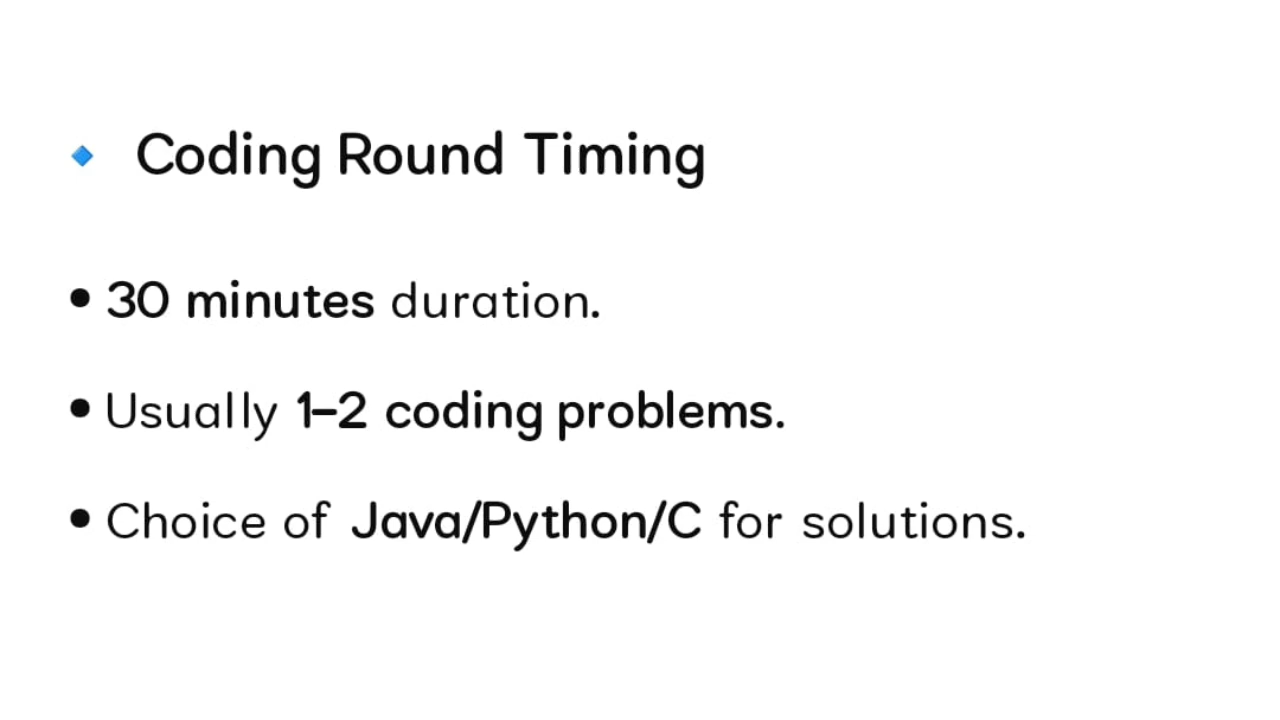 🔹 Coding Round Timing
• 30 minutes duration.
• Usually 1–2 coding problems.
• Choice of Java/Python/C for solutions.